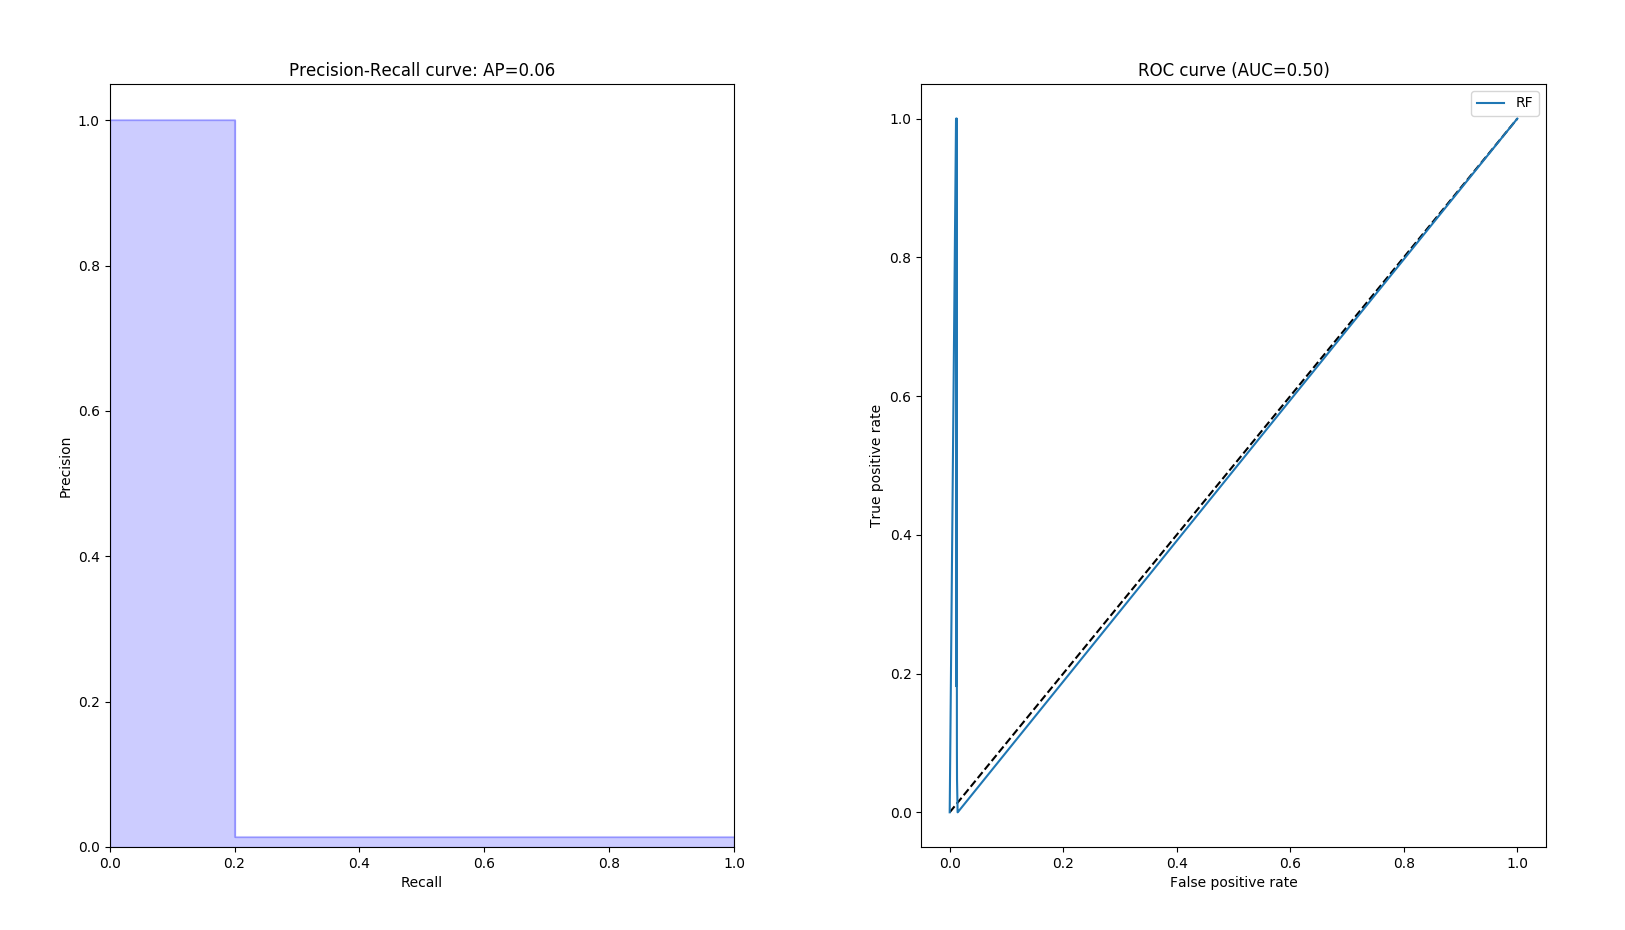 Precision-Recall curve: AP=0.06
1.0
0.8
0.6
0.4
0.2
0.0
Precision
0.0 0.2 0.4 0.6 0.8 1.0
Recall
ROC curve (AUC=0.50)
RF
1.0
0.8
0.6
0.4
0.2
0.0
True positive rate
0.0 0.2 0.4 0.6 0.8 1.0
False positive rate